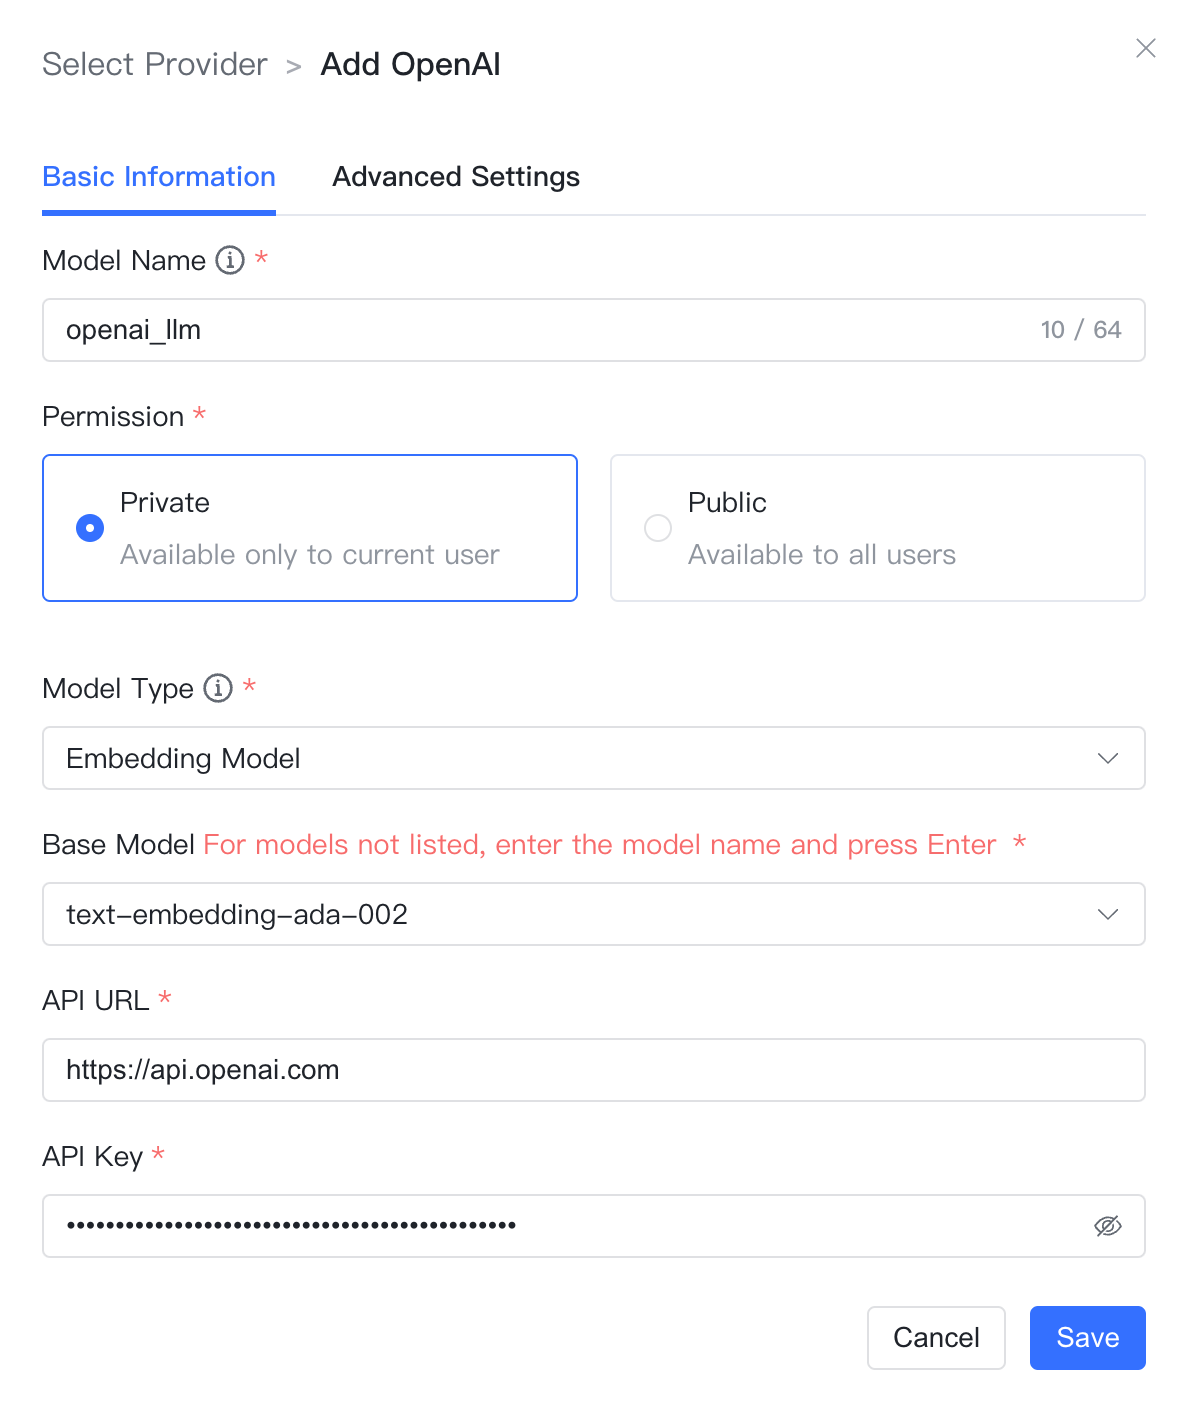 Select Provider > Add OpenAI
Basic Information Advanced Settings
Model Name *
openai_llm 10 / 64
Permission *
Private
Available only to current user
Public
Available to all users
Model Type *
Embedding Model
Base Model For models not listed, enter the model name and press Enter *
text-embedding-ada-002
API URL *
https://api.openai.com
API Key *
••••••••••••••••••••••••••••••••••••••••••••••
Cancel Save